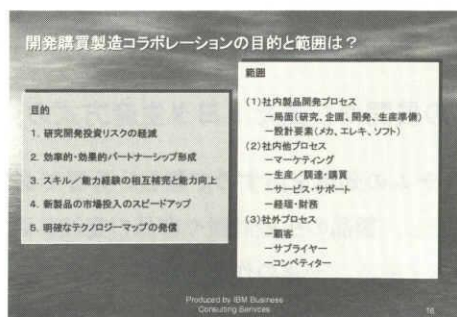 開発購買製造コラボレーションの目的と範囲は?
目的
1. 研究開発投資リスクの軽減
2. 効率的・効果的パートナーシップ形成
3. スキル/能力経験の相互補完と能力向上
4. 新製品の市場投入のスピードアップ
5. 明確なテクノロジーマップの発信
範囲
(1)社内製品開発プロセス
－局面(研究、企画、開発、生産準備)
－設計要素(メカ、エレキ、ソフト)
(2)社内他プロセス
－マーケティング
－生産/調達・購買
－サービス・サポート
－経理・財務
(3)社外プロセス
－顧客
－サプライヤー
－コンペティター
Produced by IBM Business
Consulting Services
16